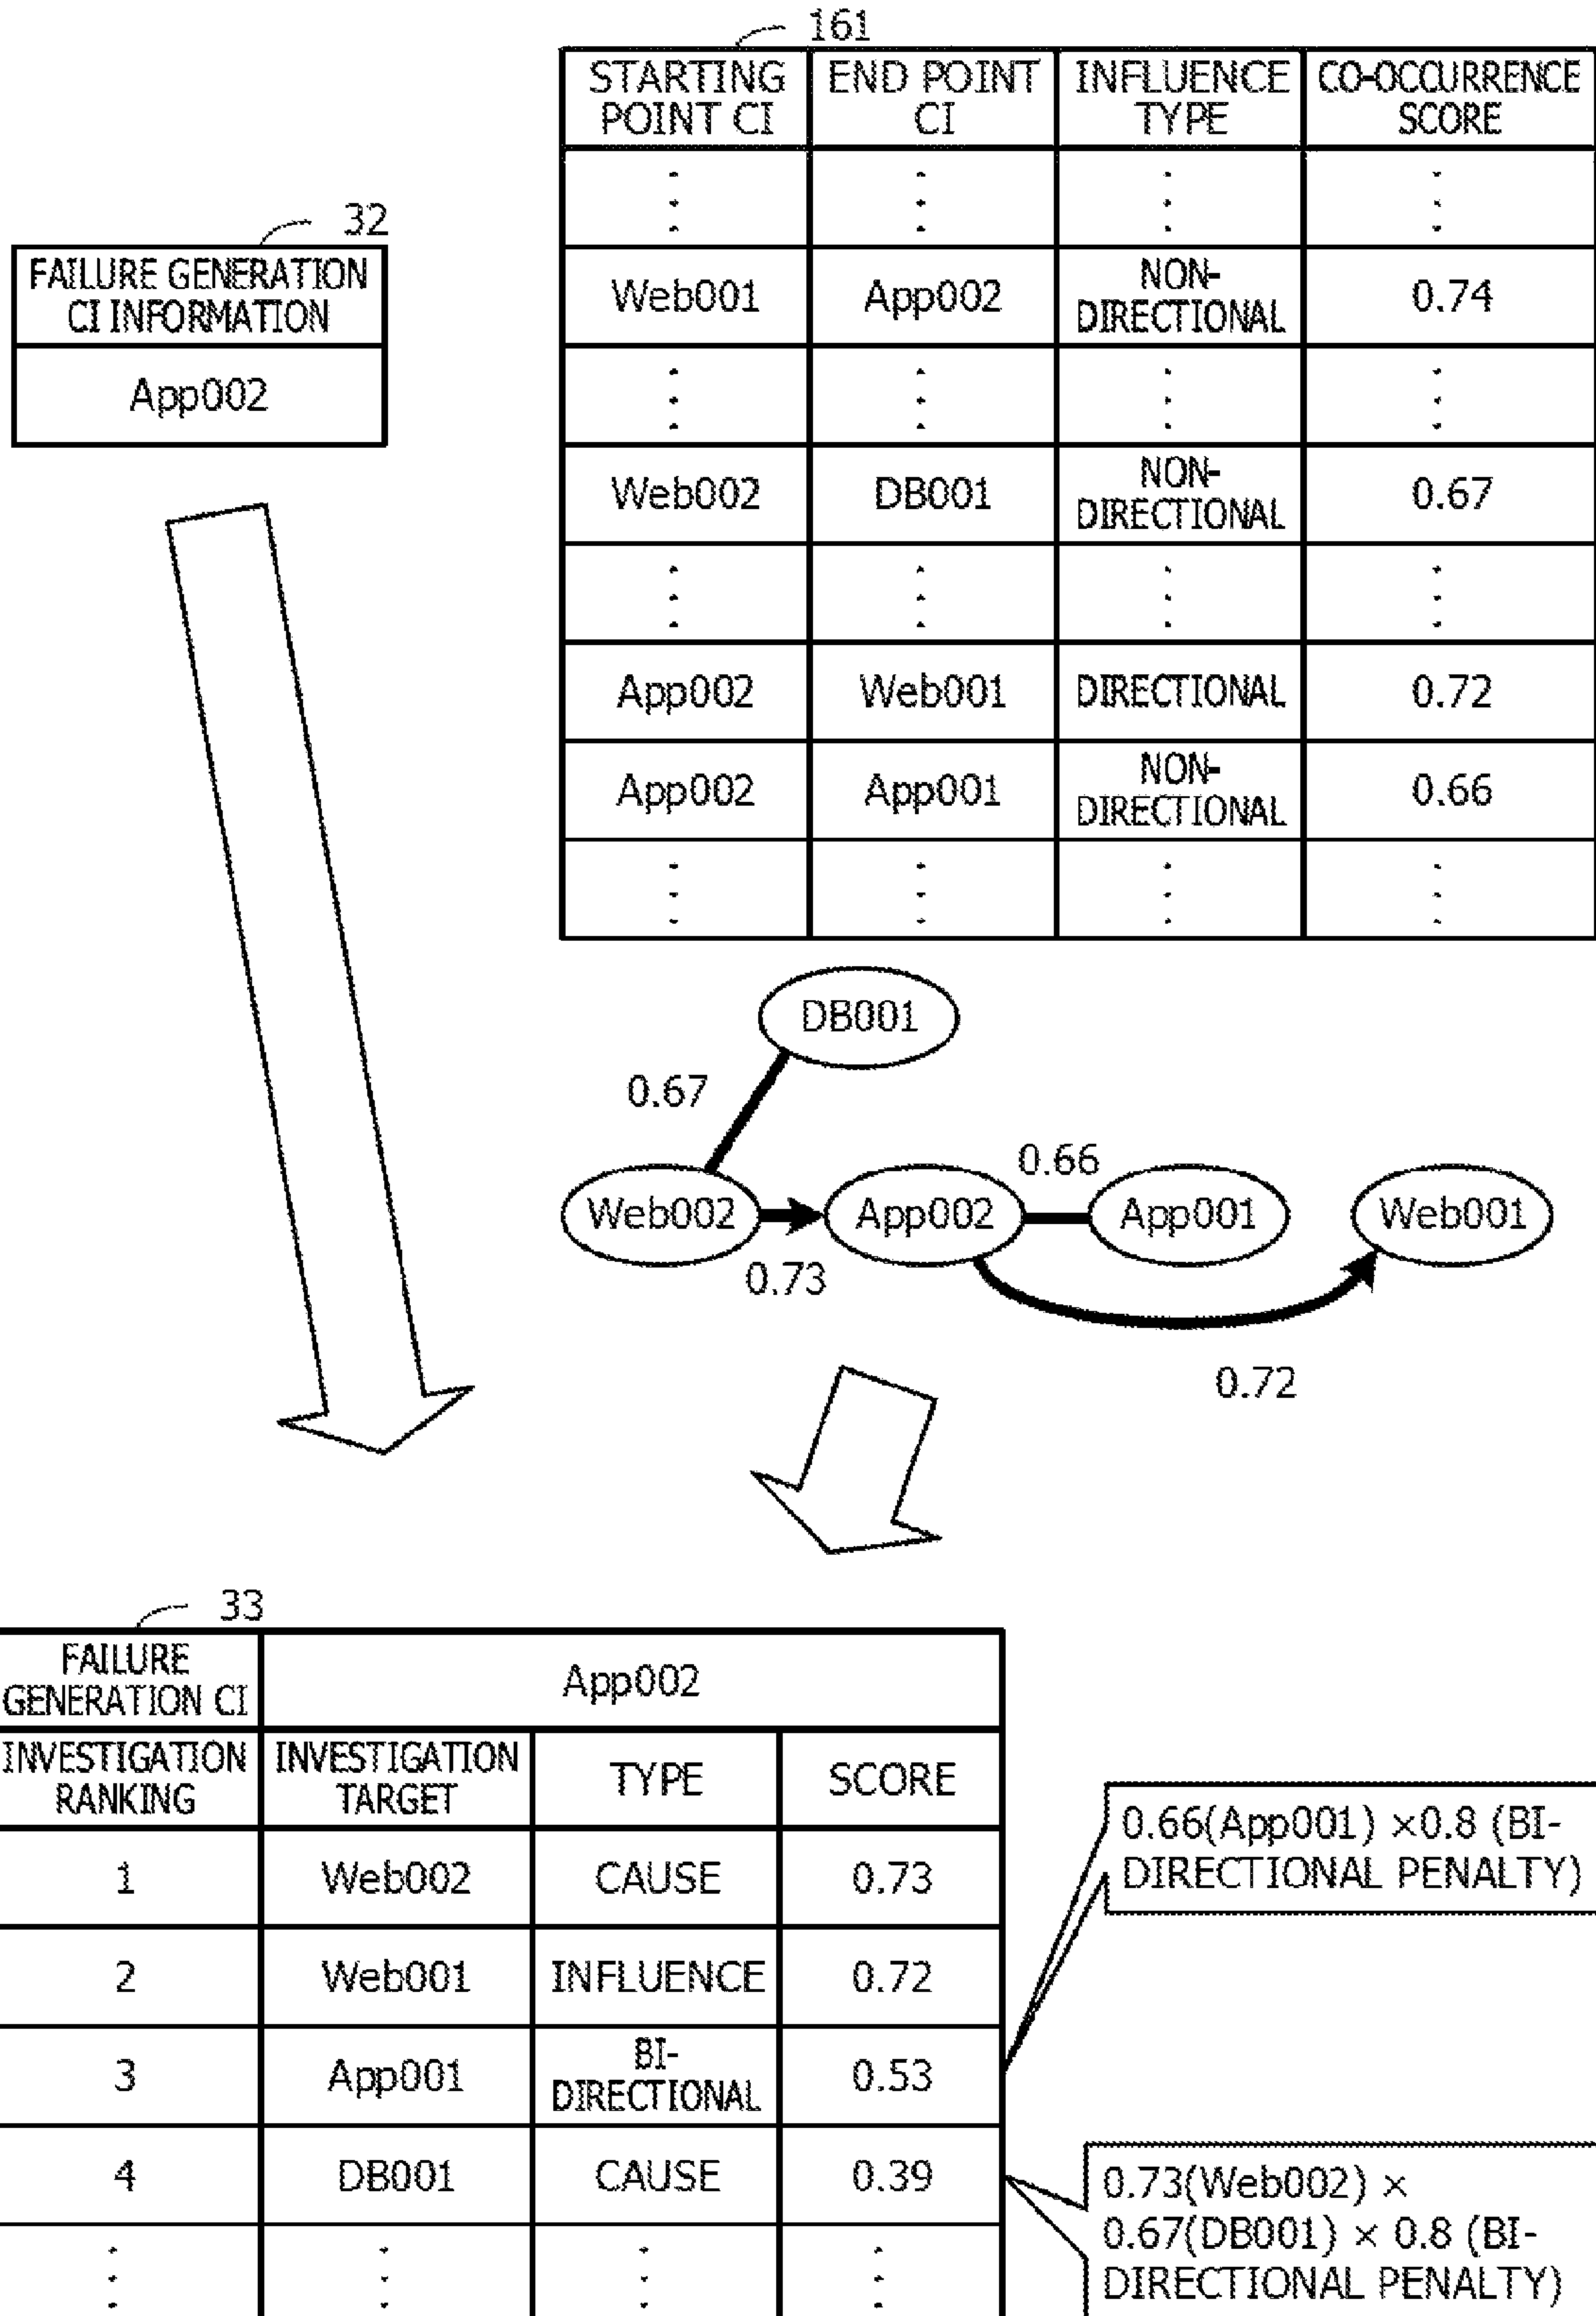 161
STARTING POINT CI END POINT CI INFLUENCE TYPE CO-OCCURRENCE SCORE
Web001 App002 NON-DIRECTIONAL 0.74
Web002 DB001 NON-DIRECTIONAL 0.67
App002 Web001 DIRECTIONAL 0.72
App002 App001 NON-DIRECTIONAL 0.66
32
FAILURE GENERATION
CI INFORMATION
App002
DB001
0.67
0.66
Web002 App002 App001 Web001
0.73
0.72
33
FAILURE GENERATION CI App002
INVESTIGATION RANKING INVESTIGATION TARGET TYPE SCORE
1 Web002 CAUSE 0.73
2 Web001 INFLUENCE 0.72
3 App001 BI-DIRECTIONAL 0.53
4 DB001 CAUSE 0.39
0.66(App001) ×0.8 (BI-
DIRECTIONAL PENALTY)
0.73(Web002) ×
0.67(DB001) × 0.8 (BI-
DIRECTIONAL PENALTY)